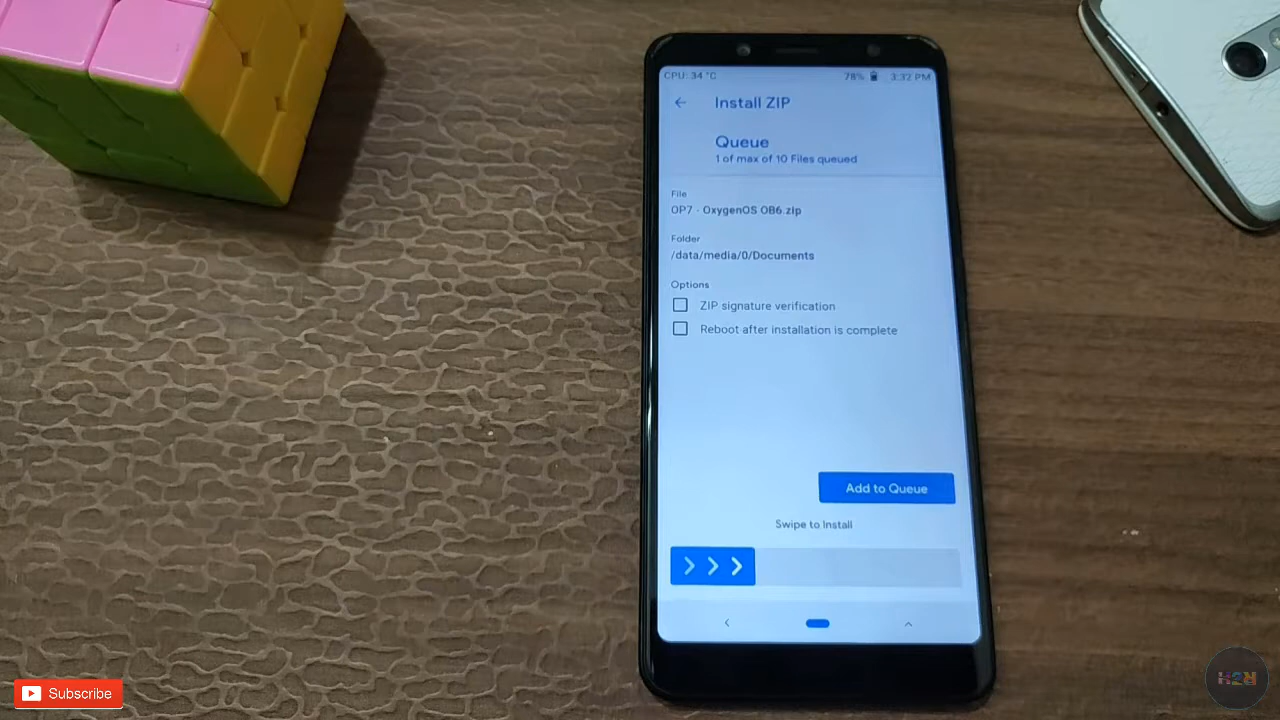 CPU: 34 °C
78% 3:32 PM
Install ZIP
Queue
1 of max of 10 Files queued
File
OP7 - OxygenOS OB6.zip
Folder
/data/media/0/Documents
Options
ZIP signature verification
Reboot after installation is complete
Add to Queue
Swipe to Install
Subscribe
H2R